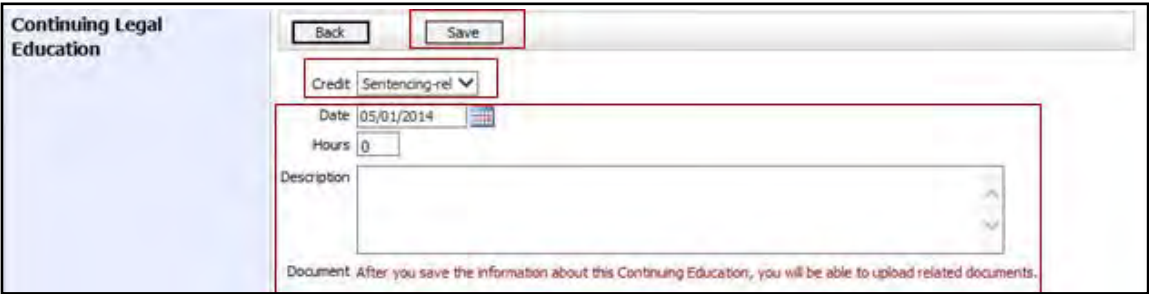 Continuing Legal
Education
Back Save
Credit Sentencing-rel
Date 05/01/2014
Hours 0
Description
Document After you save the information about this Continuing Education, you will be able to upload related documents.